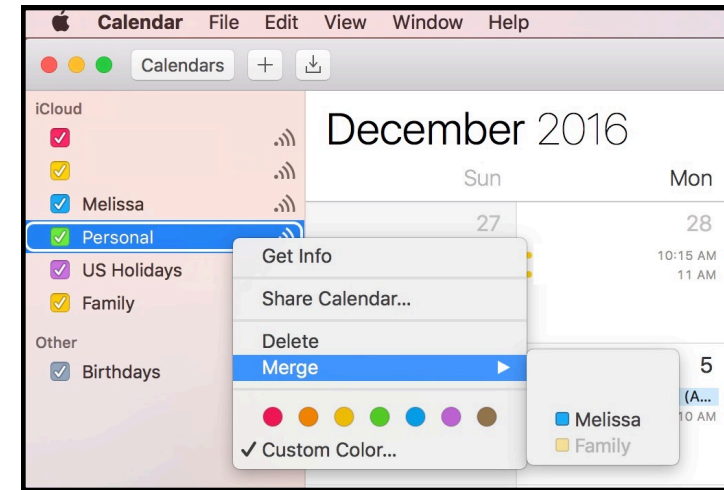 Calendar File Edit View Window Help
Calendars
iCloud
Melissa
Personal
US Holidays
Family
Other
Birthdays
December 2016
Sun Mon
27 28
10:15 AM
11 AM
5
(A...
10 AM
Get Info
Share Calendar...
Delete
Merge
Custom Color...
Melissa
Family